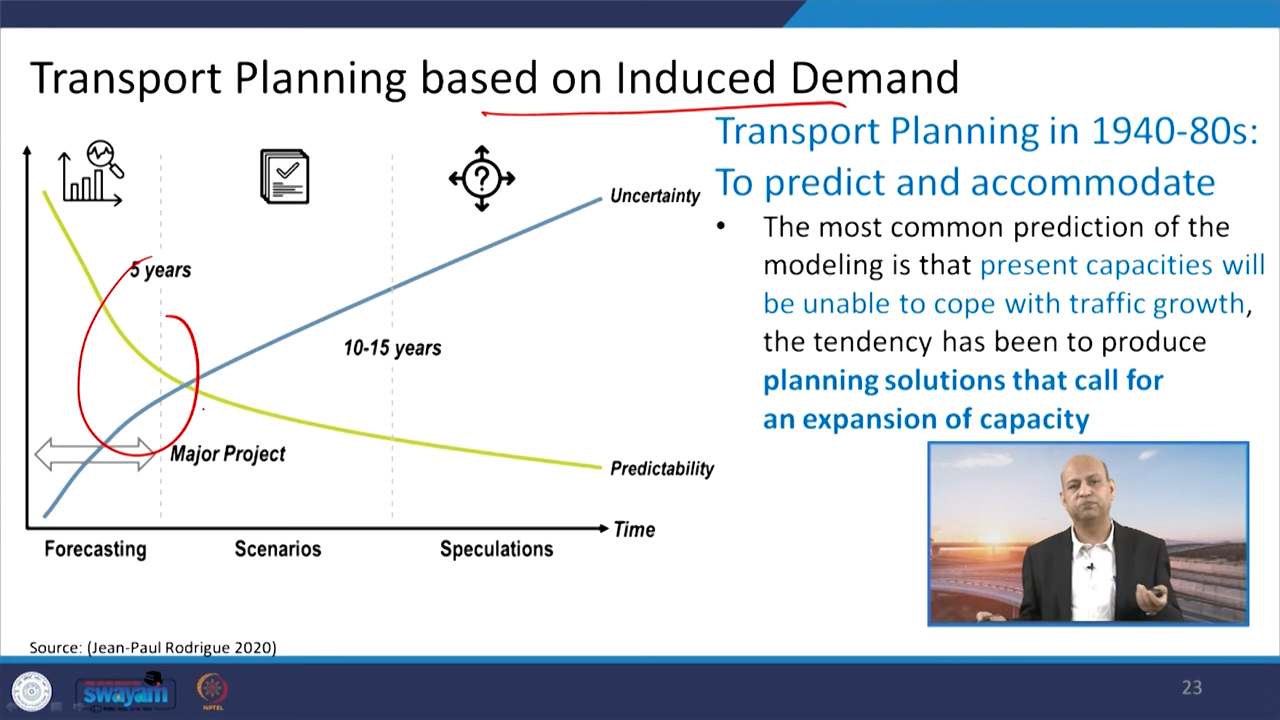 Transport Planning based on Induced Demand
Transport Planning in 1940-80s:
To predict and accommodate
• The most common prediction of the
modeling is that present capacities will
be unable to cope with traffic growth,
the tendency has been to produce
planning solutions that call for
an expansion of capacity
?
Uncertainty
5 years
10-15 years
Major Project
Predictability
Time
Forecasting
Scenarios
Speculations
Source: (Jean-Paul Rodrigue 2020)
swayam
NPTEL
23